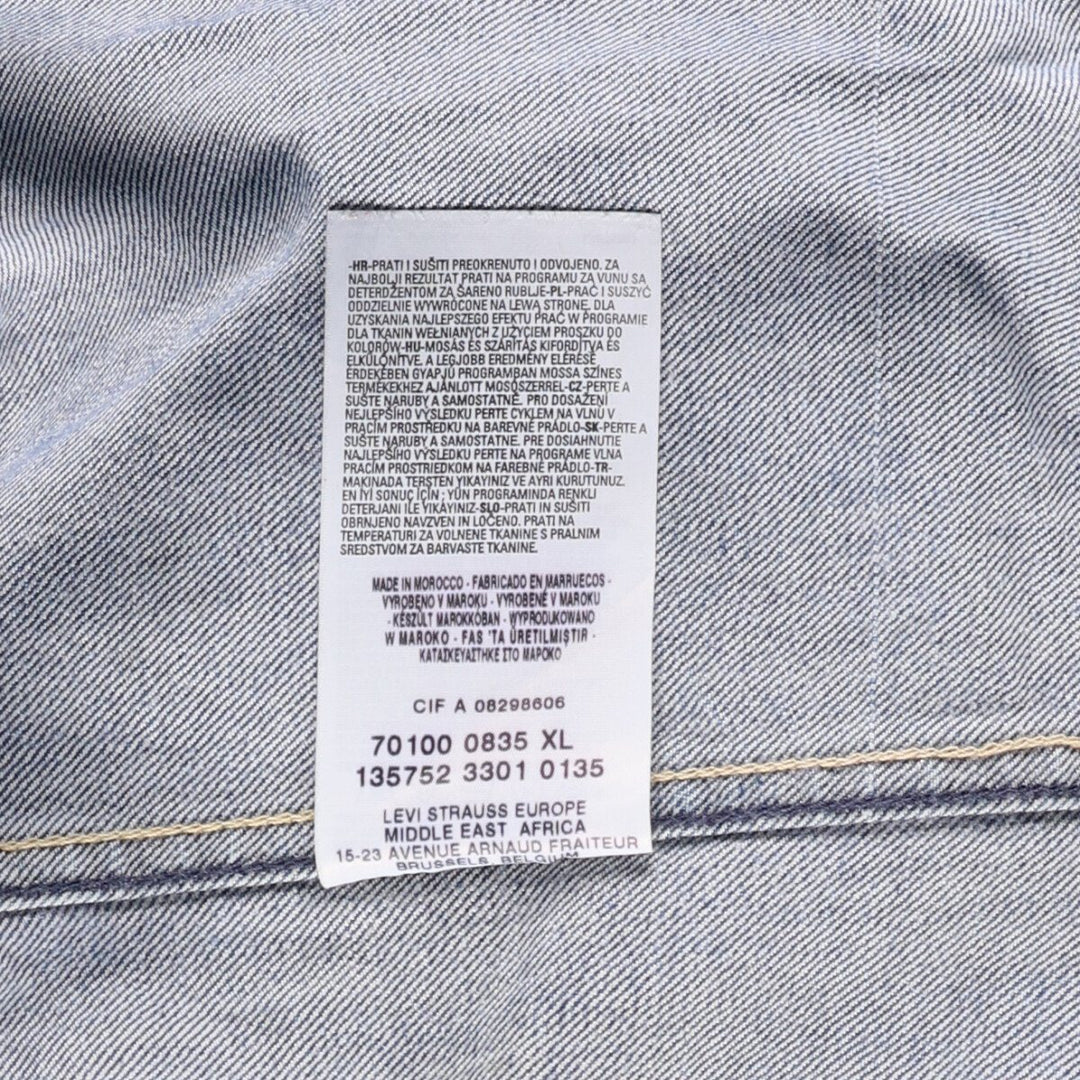 -HR-PRATI I SUŠITI PREOKRENUTO I ODVOJENO. ZA
NAJBOLJI REZULTAT PRATI NA PROGRAMU ZA VUNU SA
DETERDŽENTOM ZA ŠARENO RUBLJE-PL-PRAĆ I SUSZYĆ
ODDZIELNIE WYWRÓCONE NA LEWĄ STRONĘ. DLA
UZYSKANIA NAJLEPSZEGO EFEKTU PRAĆ W PROGRAMIE
DLA TKANIN WEŁNIANYCH Z UŻYCIEM PROSZKU DO
KOLORÓW-HU-MOSÁS ÉS SZÁRÍTÁS KIFORDÍTVA ÉS
ELKÜLÖNÍTVE. A LEGJOBB EREDMÉNY ELÉRÉSE
ÉRDEKÉBEN GYAPJÚ PROGRAMBAN MOSSA SZÍNES
TERMÉKEKHEZ AJÁNLOTT MOSÓSZERREL-CZ-PERTE A
SUŠTE NARUBY A SAMOSTATNĚ. PRO DOSAŽENÍ
NEJLEPŠÍHO VÝSLEDKU PERTE CYKLEM NA VLNU V
PRACÍM PROSTŘEDKU NA BAREVNÉ PRÁDLO-SK-PERTE A
SUŠTE NARUBY A SAMOSTATNE. PRE DOSIAHNUTIE
NAJLEPŠIEHO VÝSLEDKU PERTE NA PROGRAME VLNA
PRACÍM PROSTRIEDKOM NA FAREBNÉ PRÁDLO-TR-
MAKINADA TERSTEN YIKAYINIZ VE AYRI KURUTUNUZ.
EN İYİ SONUÇ İÇİN ; YÜN PROGRAMINDA RENKLİ
DETERJANI ILE YIKAYINIZ-SLO-PRATI IN SUŠITI
OBRNJENO NAVZVEN IN LOČENO. PRATI NA
TEMPERATURI ZA VOLNENE TKANINE S PRALNIM
SREDSTVOM ZA BARVASTE TKANINE.
MADE IN MOROCCO - FABRICADO EN MARRUECOS -
VYROBENO V MAROKU - VYROBENÉ V MAROKU
- KÉSZÜLT MAROKKÓBAN - WYPRODUKOWANO
W MAROKO - FAS 'TA ÜRETILMIŞTIR -
ΚΑΤΑΣΚΕΥΑΣΤΗΚΕ ΣΤΟ ΜΑΡΟΚΟ
CIF A 08298606
70100 0835 XL
135752 3301 0135
LEVI STRAUSS EUROPE
MIDDLE EAST AFRICA
15-23 AVENUE ARNAUD FRAITEUR
BRUSSELS, BELGIUM